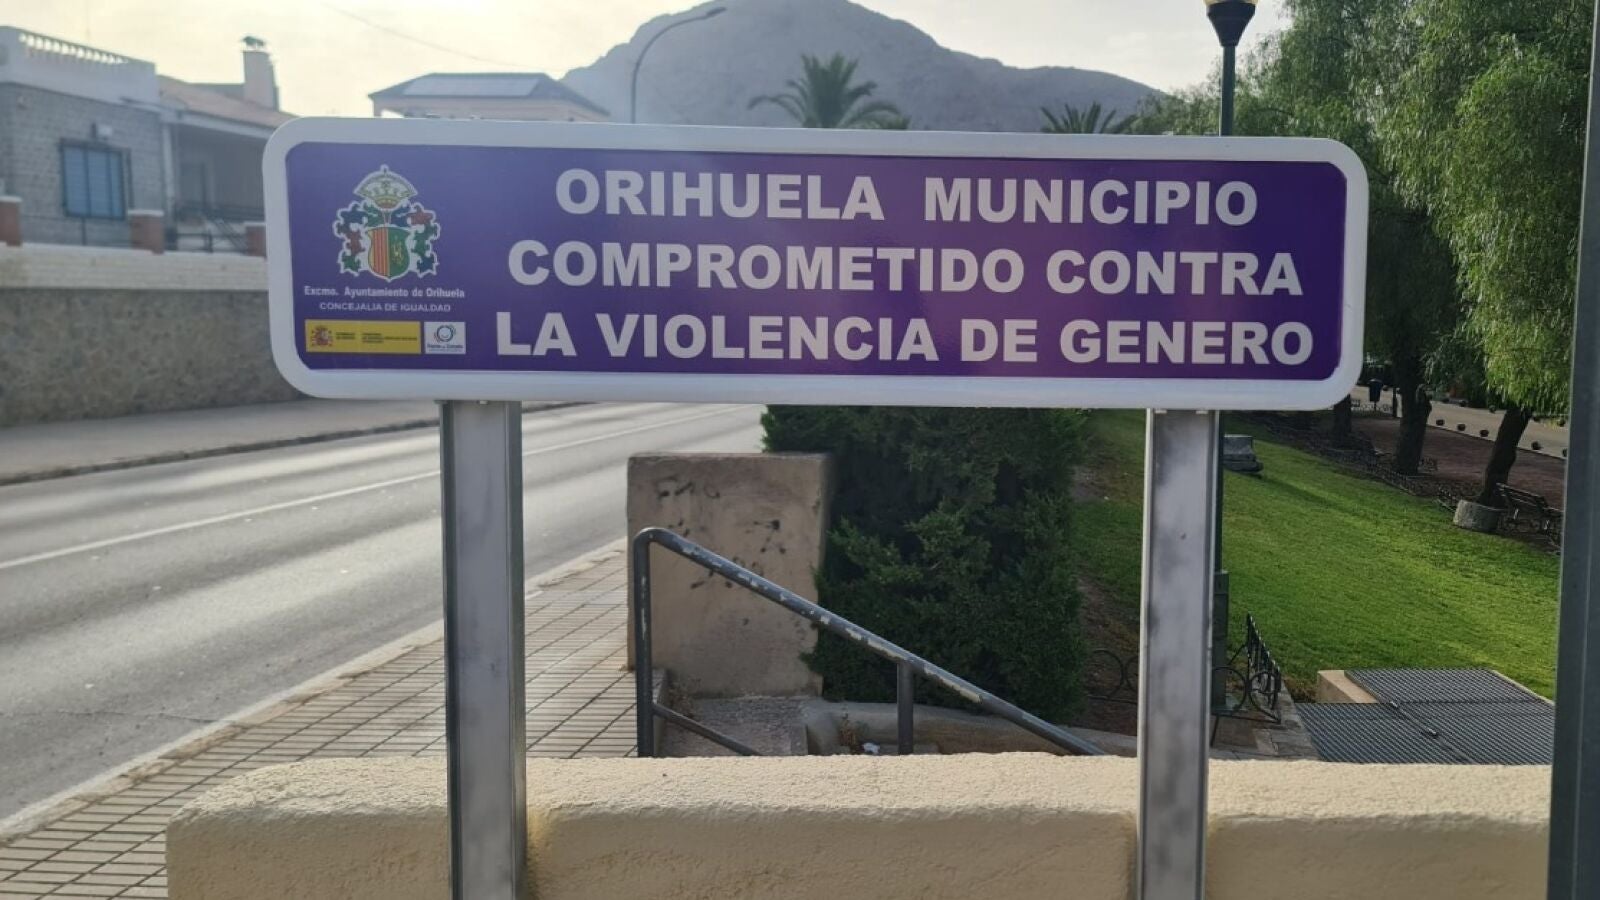 ORIHUELA MUNICIPIO
COMPROMETIDO CONTRA
LA VIOLENCIA DE GENERO
Excmo. Ayuntamiento de Orihuela
CONCEJALIA DE IGUALDAD